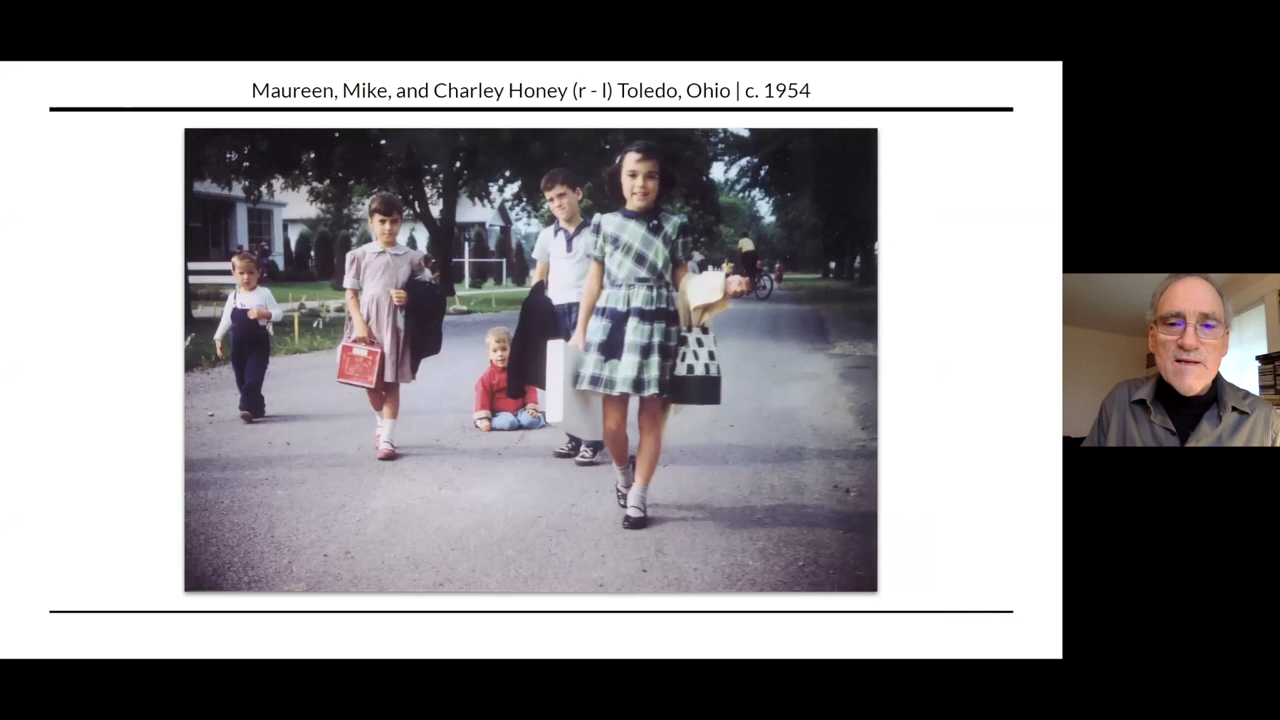 Maureen, Mike, and Charley Honey (r - l) Toledo, Ohio | c. 1954